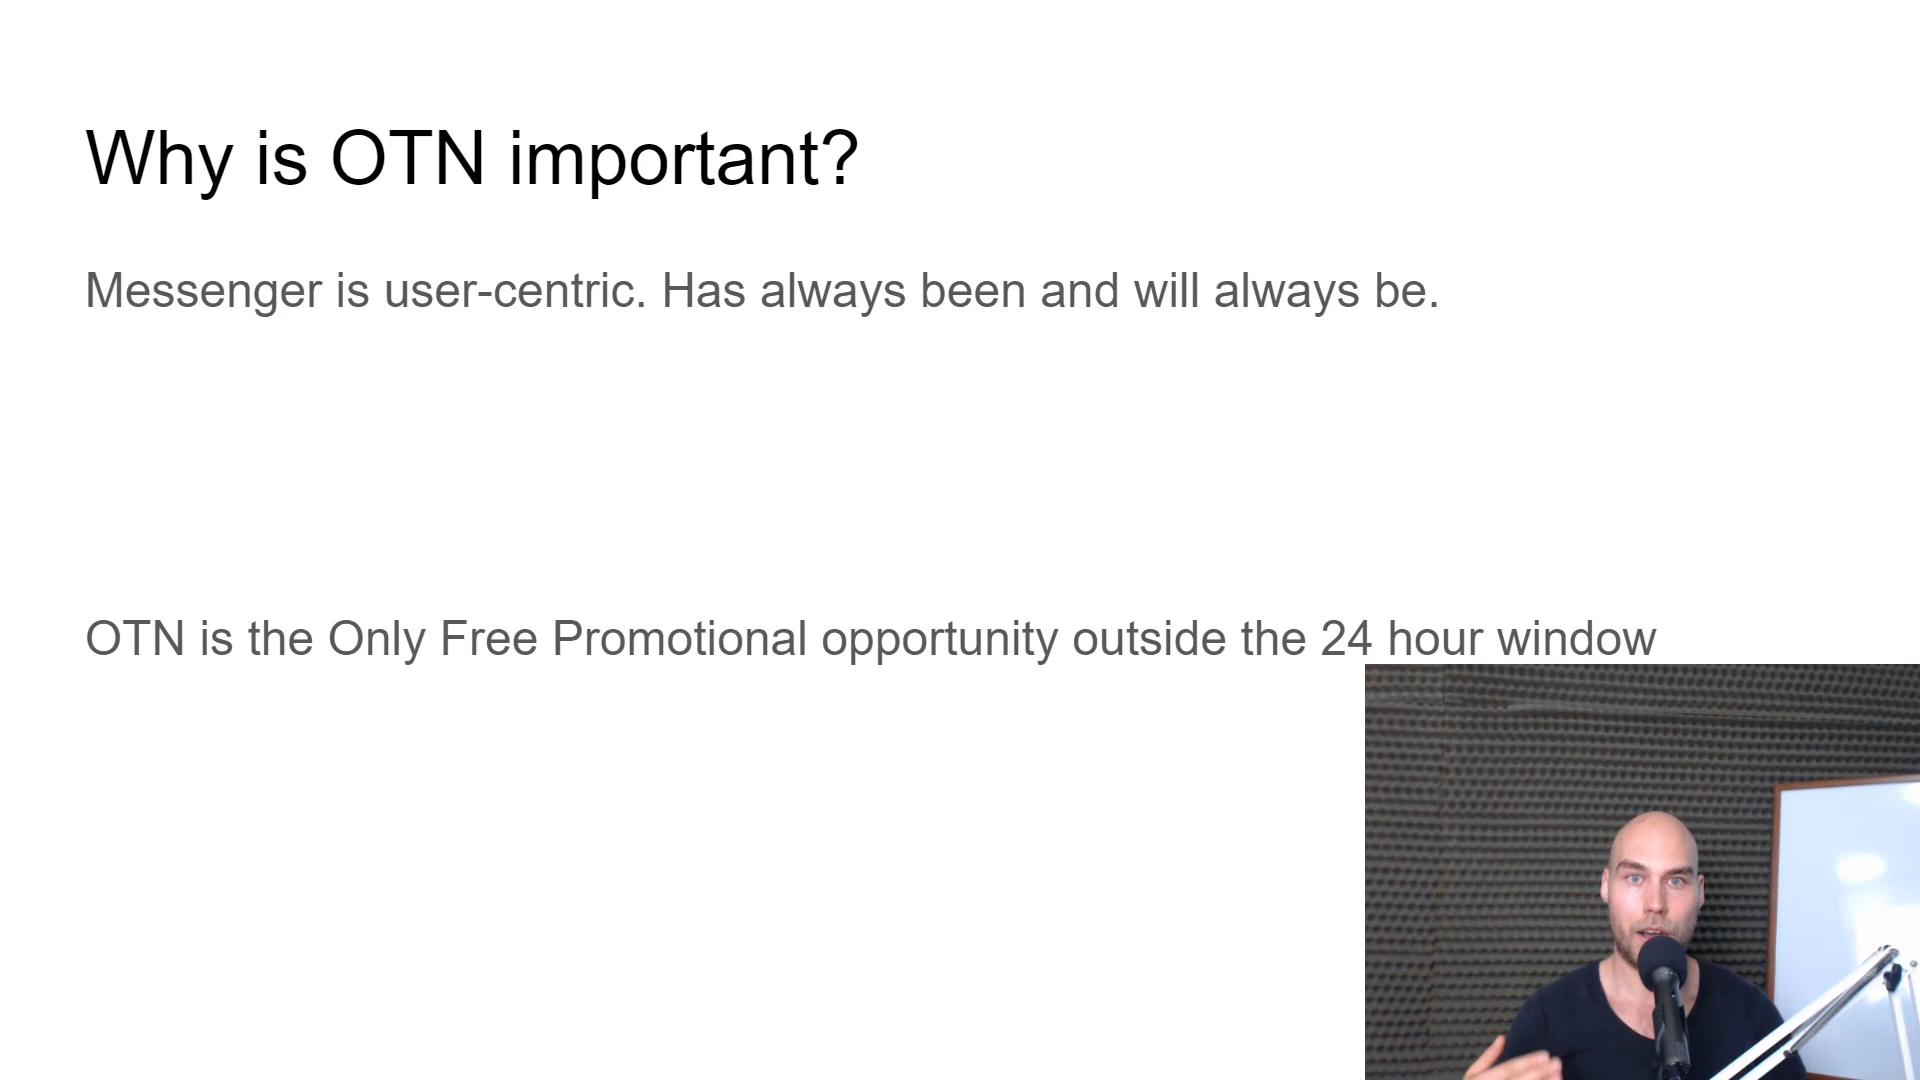 Why is OTN important?
Messenger is user-centric. Has always been and will always be.
OTN is the Only Free Promotional opportunity outside the 24 hour window